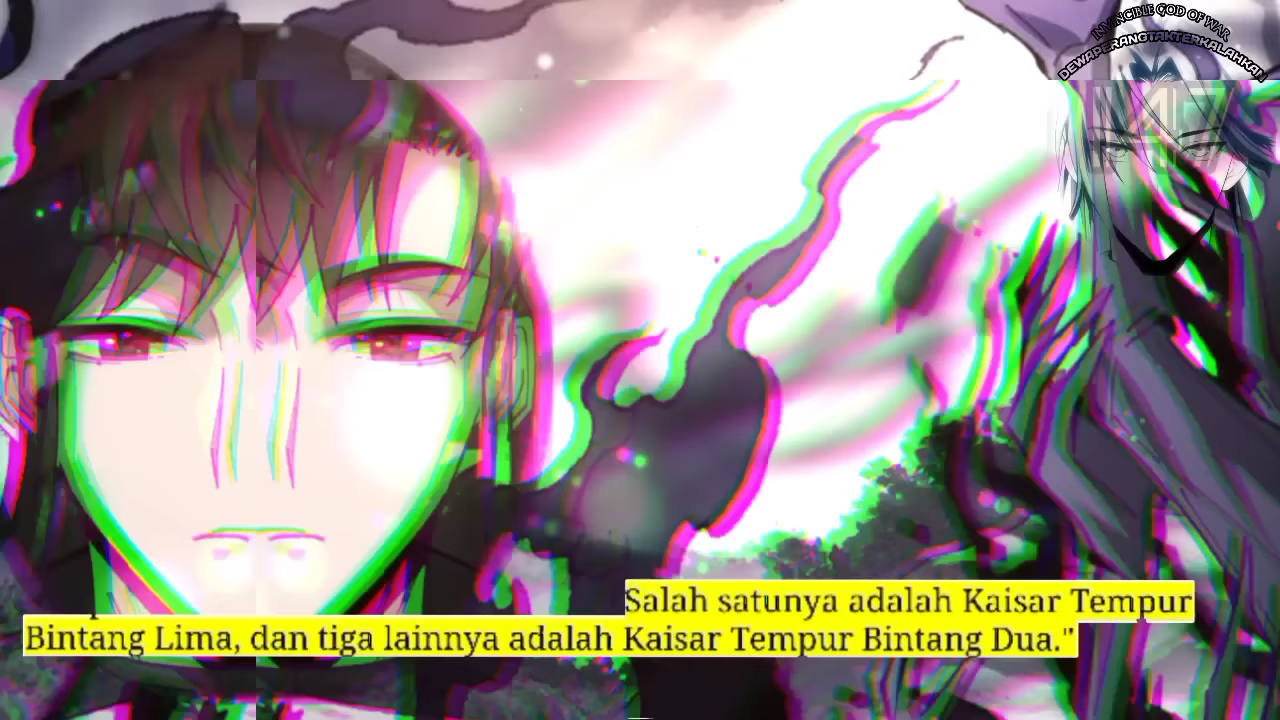 INVINCIBLE GOD OF WAR
DEWAPERANGTAKTERKALAHKAN
Salah satunya adalah Kaisar Tempur
Bintang Lima, dan tiga lainnya adalah Kaisar Tempur Bintang Dua."